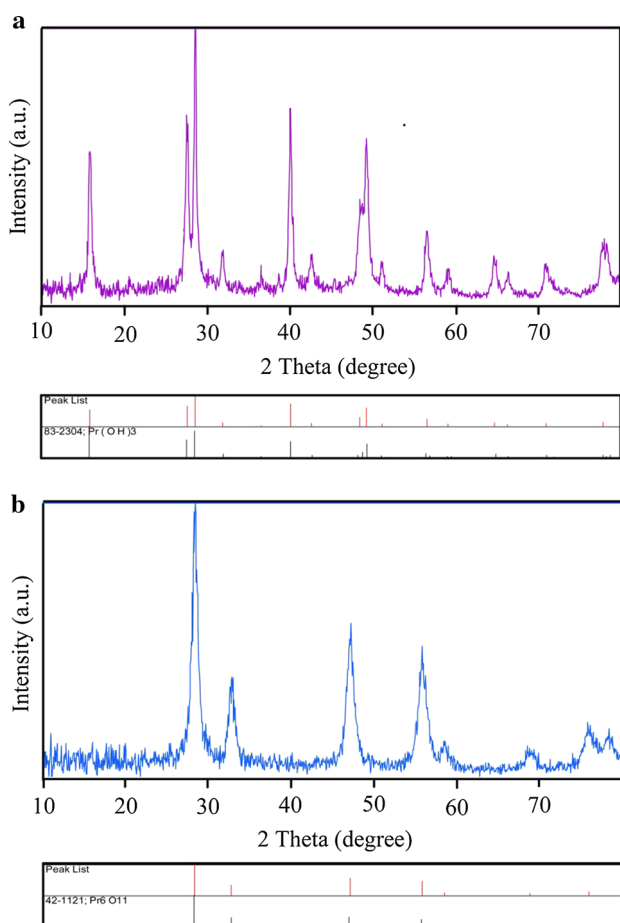 a
Intensity (a.u.)
10 20 30 40 50 60 70
2 Theta (degree)
Peak List
83-2304; Pr ( O H )3
b
Intensity (a.u.)
10 20 30 40 50 60 70
2 Theta (degree)
Peak List
42-1121; Pr6 O11